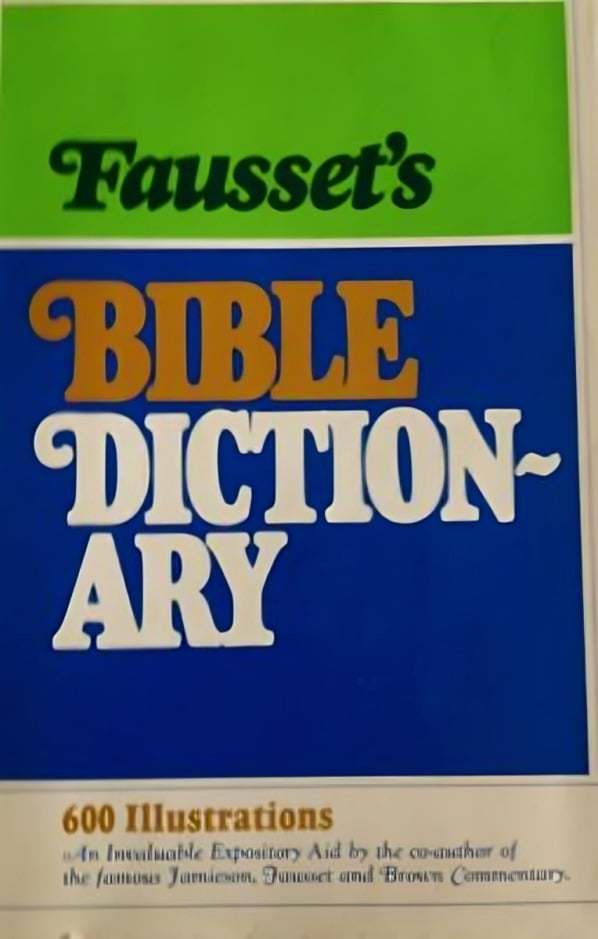 Fausset's
BIBLE
DICTION~
ARY
600 Illustrations
An Invaluable Expository Aid by the co-author of
the famous Jamieson, Fausset and Brown Commentary.